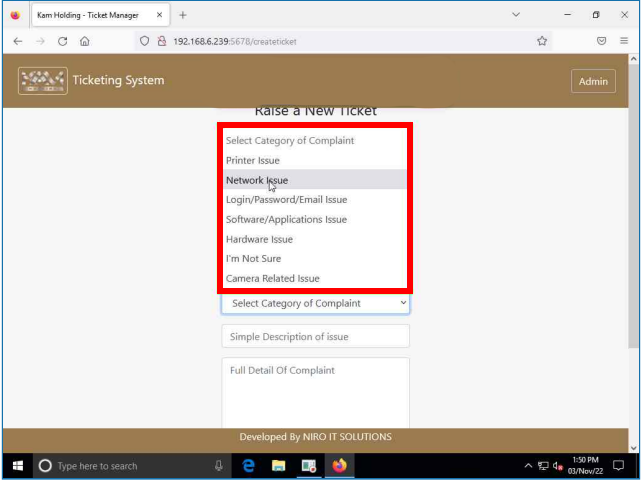 Kam Holding - Ticket Manager
192.168.6.239:5678/createticket
Ticketing System
Admin
Raise a New Ticket
Select Category of Complaint
Printer Issue
Network Issue
Login/Password/Email Issue
Software/Applications Issue
Hardware Issue
I'm Not Sure
Camera Related Issue
Select Category of Complaint
Simple Description of issue
Full Detail Of Complaint
Developed By NIRO IT SOLUTIONS
Type here to search
1:50 PM
03/Nov/22